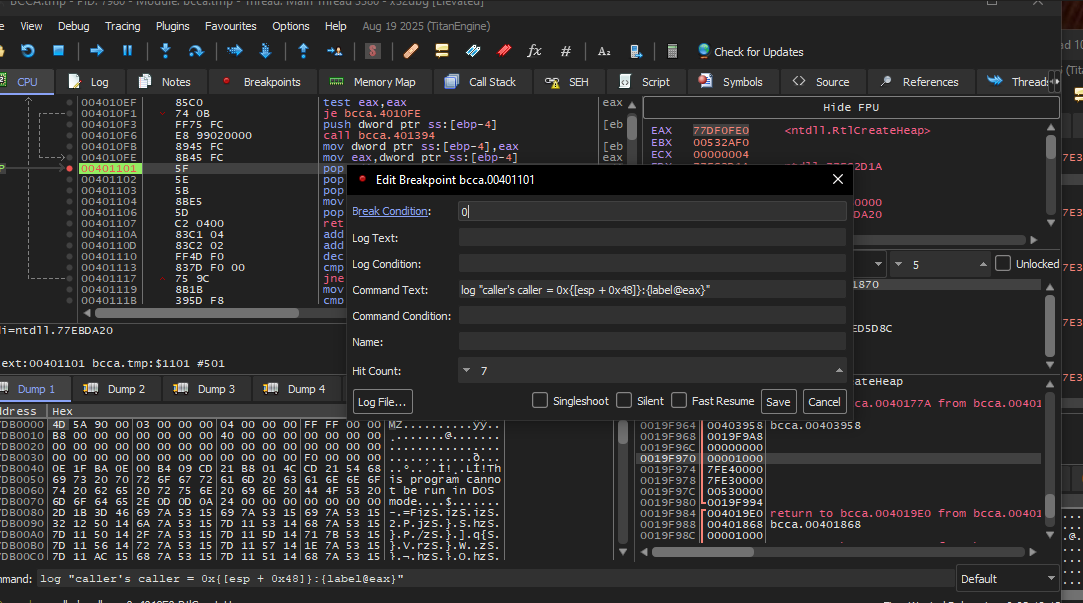 BCCA.tmp - PID: 7980 - Module: bcca.tmp - Thread: Main Thread 5580 - x32dbg [Elevated]
View Debug Tracing Plugins Favourites Options Help Aug 19 2025 (TitanEngine)
Check for Updates
CPU Log Notes Breakpoints Memory Map Call Stack SEH Script Symbols Source References Threads
004010EF 85C0 test eax,eax eax
004010F1 74 0B je bcca.4010FE
004010F3 FF75 FC push dword ptr ss:[ebp-4] [eb
004010F6 E8 99020000 call bcca.401394
004010FB 8945 FC mov dword ptr ss:[ebp-4],eax [eb
004010FE 8B45 FC mov eax,dword ptr ss:[ebp-4] eax
00401101 5F pop
00401102 5E pop
00401103 5B pop
00401104 8BE5 mov
00401106 5D pop
00401107 C2 0400 ret
0040110A 83C1 04 add
0040110D 83C2 02 add
00401110 FF4D F0 dec
00401113 837D F0 00 cmp
00401117 75 9C jne
00401119 8B1B mov
0040111B 395D F8 cmp
Hide FPU
EAX 77DF0FE0 <ntdll.RtlCreateHeap>
EBX 00532AF0
ECX 00000004
5 Unlocked
Edit Breakpoint bcca.00401101
Break Condition: 0
Log Text:
Log Condition:
Command Text: log "caller's caller = 0x{[esp + 0x48]}:{label@eax}"
Command Condition:
Name:
Hit Count: 7
Log File... Singleshoot Silent Fast Resume Save Cancel
di=ntdll.77EBDA20
ext:00401101 bcca.tmp:$1101 #501
Dump 1 Dump 2 Dump 3 Dump 4
ddress Hex
7DB0000 4D 5A 90 00 03 00 00 00 04 00 00 00 FF FF 00 00 MZ..........ÿÿ..
7DB0010 B8 00 00 00 00 00 00 00 40 00 00 00 00 00 00 00 ¸.......@.......
7DB0020 00 00 00 00 00 00 00 00 00 00 00 00 00 00 00 00 ................
7DB0030 00 00 00 00 00 00 00 00 00 00 00 00 F0 00 00 00 ............ð...
7DB0040 0E 1F BA 0E 00 B4 09 CD 21 B8 01 4C CD 21 54 68 ..º..´.Í!¸.LÍ!Th
7DB0050 69 73 20 70 72 6F 67 72 61 6D 20 63 61 6E 6E 6F is program canno
7DB0060 74 20 62 65 20 72 75 6E 20 69 6E 20 44 4F 53 20 t be run in DOS
7DB0070 6D 6F 64 65 2E 0D 0D 0A 24 00 00 00 00 00 00 00 mode....$.......
7DB0080 2D 1B 3D 46 69 7A 53 15 69 7A 53 15 69 7A 53 15 -.=FizS.izS.izS.
7DB0090 32 12 50 14 6A 7A 53 15 7D 11 53 14 68 7A 53 15 2.P.jzS.}.S.hzS.
7DB00A0 7D 11 50 14 2F 7A 53 15 7D 11 5D 14 71 7B 53 15 }.P./zS.}.].q{S.
7DB00B0 7D 11 56 14 72 7A 53 15 7D 11 57 14 1E 7A 53 15 }.V.rzS.}.W..zS.
7DB00C0 7D 11 AC 15 68 7A 53 15 7D 11 51 14 68 7A 53 15 }.¬.hzS.}.Q.hzS.
0019F964 00403958 bcca.00403958
0019F968 0019F9A8
0019F96C 00000000
0019F970 00001000
0019F974 7FE40000
0019F978 7FE30000
0019F97C 00530000
0019F980 0019F994
0019F984 004019E0 return to bcca.004019E0 from bcca.0040
0019F988 00401868 bcca.00401868
0019F98C 00001000
mmand: log "caller's caller = 0x{[esp + 0x48]}:{label@eax}" Default